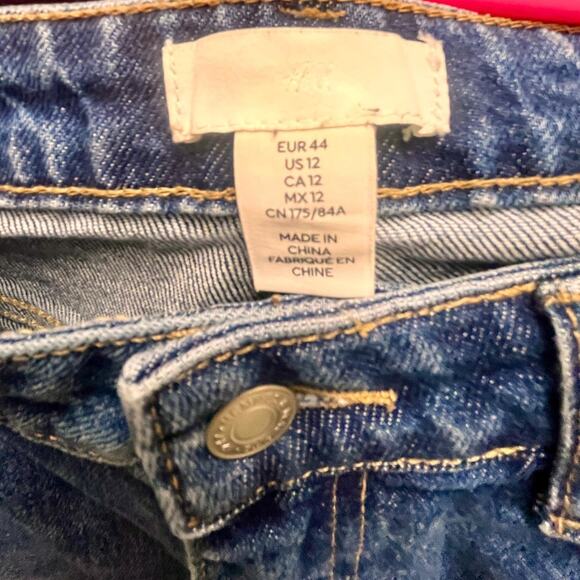 EUR 44
US 12
CA 12
MX 12
CN 175/84A
MADE IN
CHINA
FABRIQUÉ EN
CHINE